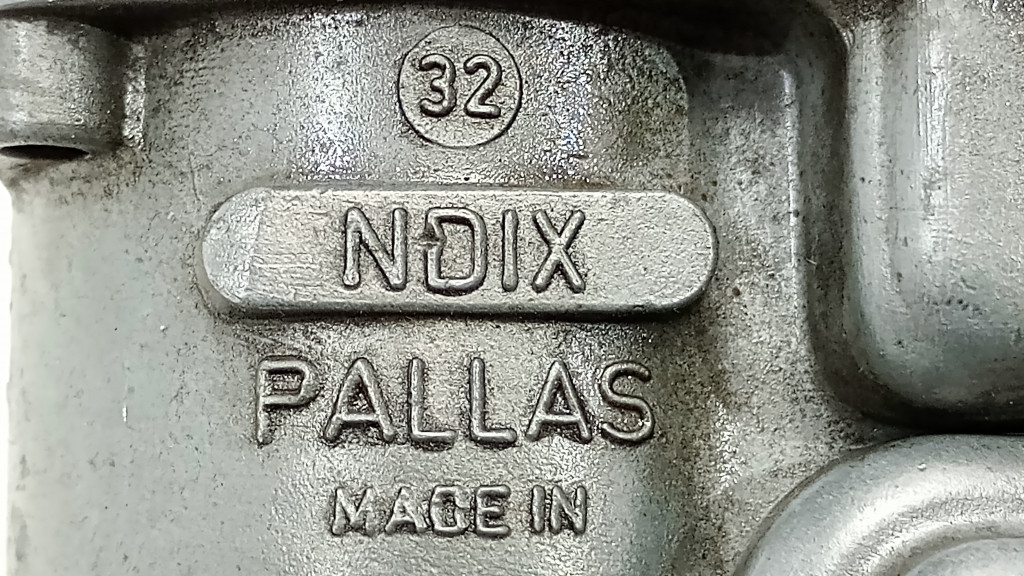 32
NDIX
PALLAS
MADE IN